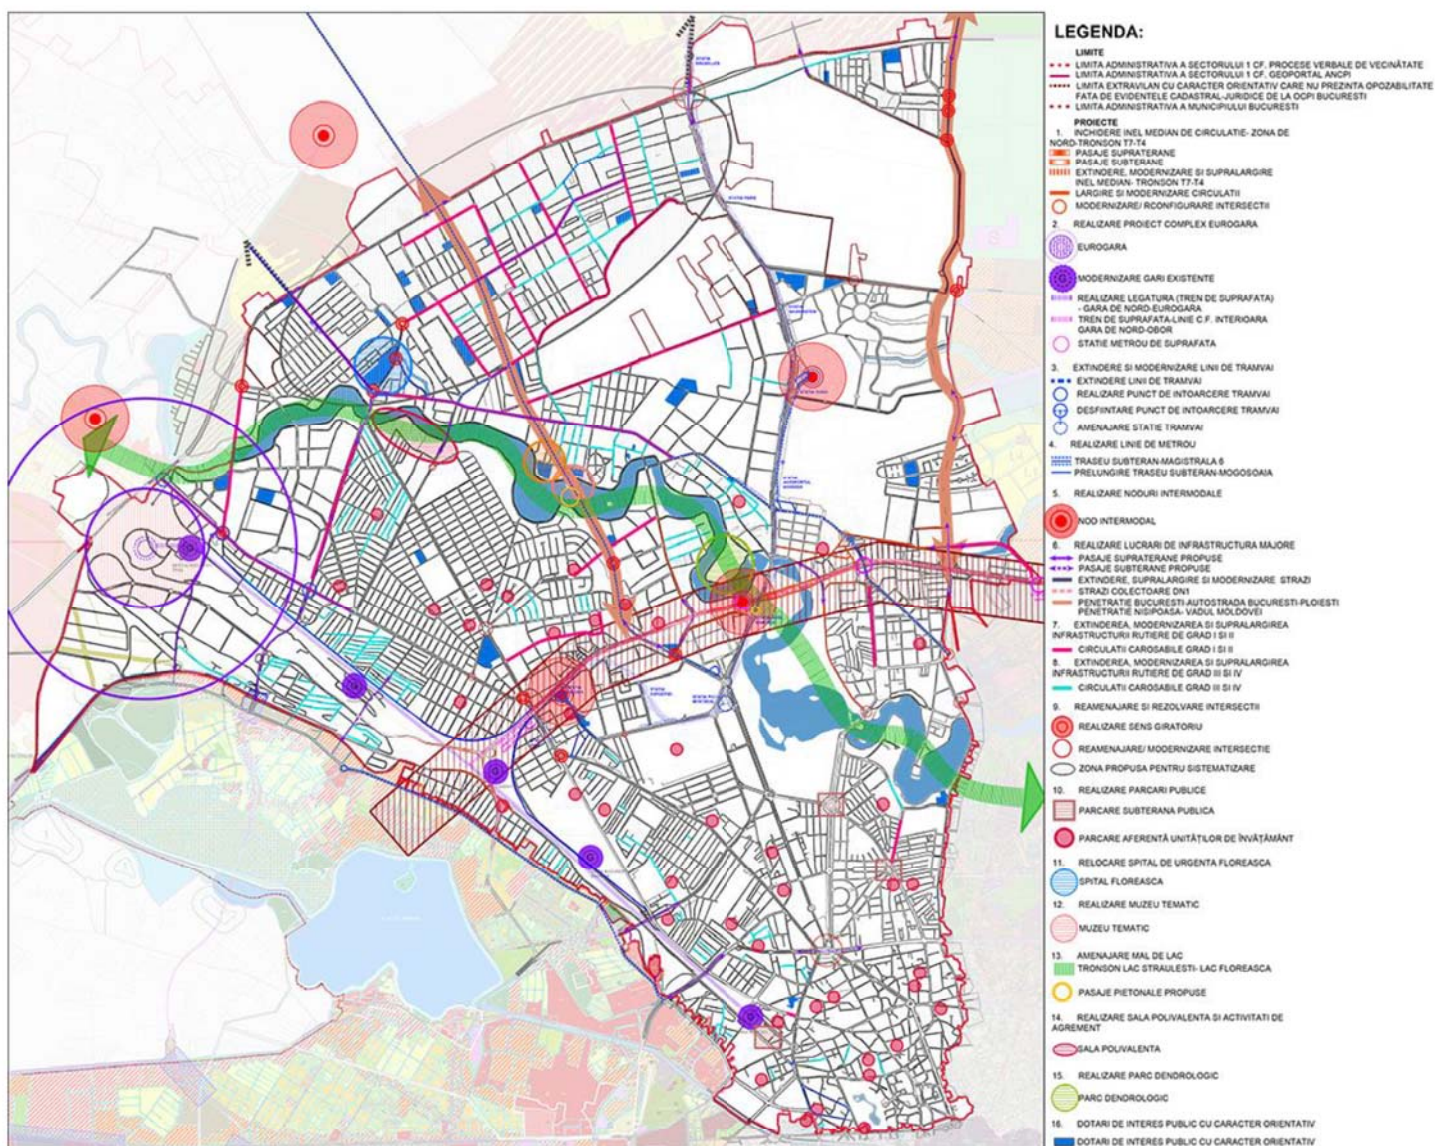 LEGENDA:
LIMITE
LIMITA ADMINISTRATIVA A SECTORULUI 1 CF. PROCESE VERBALE DE VECINĂTATE
LIMITA ADMINISTRATIVA A SECTORULUI 1 CF. GEOPORTAL ANCPI
LIMITA EXTRAVILAN CU CARACTER ORIENTATIV CARE NU PREZINTA OPOZABILITATE
FATA DE EVIDENTELE CADASTRAL-JURIDICE DE LA OCPI BUCURESTI
LIMITA ADMINISTRATIVA A MUNICIPIULUI BUCURESTI
PROIECTE
1. INCHIDERE INEL MEDIAN DE CIRCULATIE- ZONA DE
NORD-TRONSON T7-T4
PASAJE SUPRATERANE
PASAJE SUBTERANE
EXTINDERE, MODERNIZARE SI SUPRALARGIRE
INEL MEDIAN- TRONSON T7-T4
LARGIRE SI MODERNIZARE CIRCULATII
MODERNIZARE/ RCONFIGURARE INTERSECTII
2. REALIZARE PROIECT COMPLEX EUROGARA
EUROGARA
MODERNIZARE GARI EXISTENTE
REALIZARE LEGATURA (TREN DE SUPRAFATA)
- GARA DE NORD-EUROGARA
TREN DE SUPRAFATA-LINIE C.F. INTERIOARA
GARA DE NORD-OBOR
STATIE METROU DE SUPRAFATA
3. EXTINDERE SI MODERNIZARE LINII DE TRAMVAI
EXTINDERE LINII DE TRAMVAI
REALIZARE PUNCT DE INTOARCERE TRAMVAI
DESFIINTARE PUNCT DE INTOARCERE TRAMVAI
AMENAJARE STATIE TRAMVAI
4. REALIZARE LINIE DE METROU
TRASEU SUBTERAN-MAGISTRALA 6
PRELUNGIRE TRASEU SUBTERAN-MOGOSOAIA
5. REALIZARE NODURI INTERMODALE
NOD INTERMODAL
6. REALIZARE LUCRARI DE INFRASTRUCTURA MAJORE
PASAJE SUPRATERANE PROPUSE
PASAJE SUBTERANE PROPUSE
EXTINDERE, SUPRALARGIRE SI MODERNIZARE STRAZI
STRAZI COLECTOARE DN1
PENETRATIE BUCURESTI-AUTOSTRADA BUCURESTI-PLOIESTI
PENETRATIE NISIPOASA- VADUL MOLDOVEI
7. EXTINDEREA, MODERNIZAREA SI SUPRALARGIREA
INFRASTRUCTURII RUTIERE DE GRAD I SI II
CIRCULATII CAROSABILE GRAD I SI II
8. EXTINDEREA, MODERNIZAREA SI SUPRALARGIREA
INFRASTRUCTURII RUTIERE DE GRAD III SI IV
CIRCULATII CAROSABILE GRAD III SI IV
9. REAMENAJARE SI REZOLVARE INTERSECTII
REALIZARE SENS GIRATORIU
REAMENAJARE/ MODERNIZARE INTERSECTIE
ZONA PROPUSA PENTRU SISTEMATIZARE
10. REALIZARE PARCARI PUBLICE
PARCARE SUBTERANA PUBLICA
PARCARE AFERENTĂ UNITĂȚILOR DE ÎNVĂȚĂMÂNT
11. RELOCARE SPITAL DE URGENTA FLOREASCA
SPITAL FLOREASCA
12. REALIZARE MUZEU TEMATIC
MUZEU TEMATIC
13. AMENAJARE MAL DE LAC
TRONSON LAC STRAULESTI- LAC FLOREASCA
PASAJE PIETONALE PROPUSE
14. REALIZARE SALA POLIVALENTA SI ACTIVITATI DE
AGREMENT
SALA POLIVALENTA
15. REALIZARE PARC DENDROLOGIC
PARC DENDROLOGIC
16. DOTARI DE INTERES PUBLIC CU CARACTER ORIENTATIV
DOTARI DE INTERES PUBLIC CU CARACTER ORIENTATIV